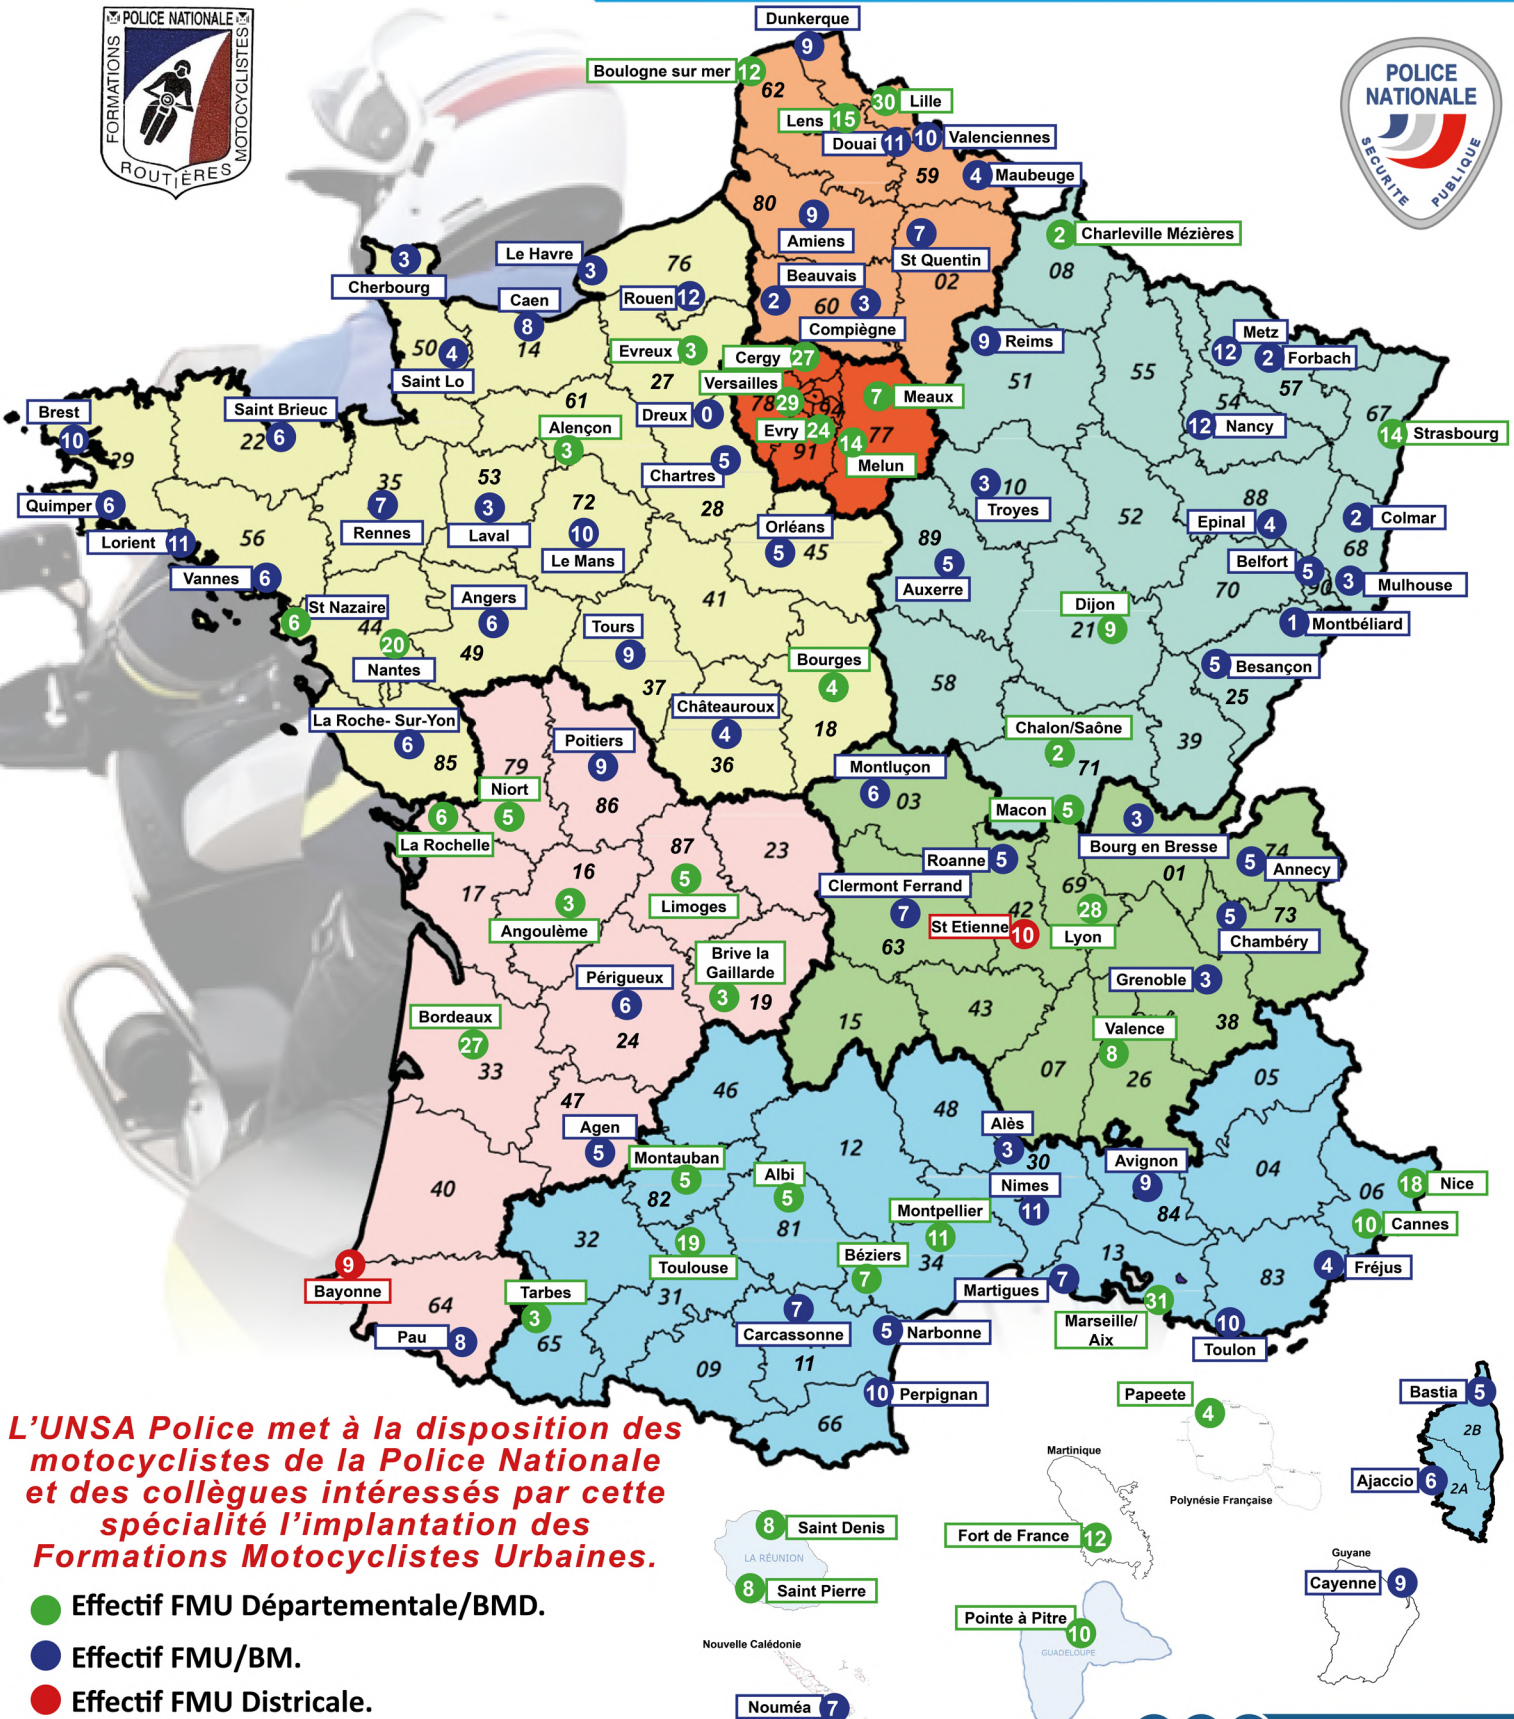 POLICE NATIONALE
FORMATIONS
MOTOCYCLISTES
ROUTIÈRES
POLICE
NATIONALE
SECURITE
PUBLIQUE
Dunkerque
9
Boulogne sur mer 12
62
30 Lille
Lens 15
Douai 11
10 Valenciennes
59
4 Maubeuge
80
9
Amiens
7
St Quentin
02
Beauvais
2
60
3
Compiègne
2 Charleville Mézières
08
3
Cherbourg
Le Havre
3
76
Rouen 12
Caen
8
14
50 4
Saint Lo
Evreux 3
27
Cergy 27
Versailles
78 29
94
7 Meaux
Evry 24
91
14
77
Melun
9 Reims
51
55
Metz
12
2 Forbach
57
54
12 Nancy
67
14 Strasbourg
Brest
10
29
Saint Brieuc
22 6
61
Alençon
3
Dreux 0
5
Chartres
28
Quimper 6
Lorient 11
56
Vannes 6
35
7
Rennes
53
3
Laval
72
10
Le Mans
Orléans
5 45
3 10
Troyes
52
88
Epinal 4
2 Colmar
68
Belfort 5
90
3 Mulhouse
70
1 Montbéliard
89
5
Auxerre
Dijon
21 9
5 Besançon
25
St Nazaire
6
44
20
Nantes
Angers
6
49
Tours
9
37
41
Bourges
4
18
58
Châteauroux
4
36
La Roche- Sur-Yon
6
85
Chalon/Saône
2
71
39
79
Niort
5
Poitiers
9
86
Montluçon
6 03
Macon 5
3
Bourg en Bresse
01
6
La Rochelle
17
16
3
Angoulème
87
5
Limoges
23
Roanne 5
69
28
Lyon
74
5
Annecy
Clermont Ferrand
7
63
42
St Etienne 10
5
73
Chambéry
Brive la
Gaillarde
3 19
Périgueux
6
24
Grenoble 3
38
Bordeaux
27
33
15
43
Valence
8
26
07
47
Agen
5
46
48
05
40
Montauban
5
82
Albi
5
81
12
Alès
3
30
Nimes
11
Avignon
9
84
04
06
18 Nice
10 Cannes
32
19
Toulouse
31
Montpellier
11
34
Béziers
7
13
83
4 Fréjus
9
Bayonne
64
Pau 8
Tarbes
3
65
09
7
Carcassonne
11
5 Narbonne
Martigues 7
31
Marseille/
Aix
10
Toulon
10 Perpignan
66
Bastia 5
2B
Ajaccio 6
2A
Papeete
4
Polynésie Française
Martinique
Fort de France 12
8 Saint Denis
LA RÉUNION
8 Saint Pierre
Guyane
Cayenne 9
Pointe à Pitre
10
GUADELOUPE
Nouvelle Calédonie
Nouméa 7
L’UNSA Police met à la disposition des
motocyclistes de la Police Nationale
et des collègues intéressés par cette
spécialité l’implantation des
Formations Motocyclistes Urbaines.
Effectif FMU Départementale/BMD.
Effectif FMU/BM.
Effectif FMU Districale.